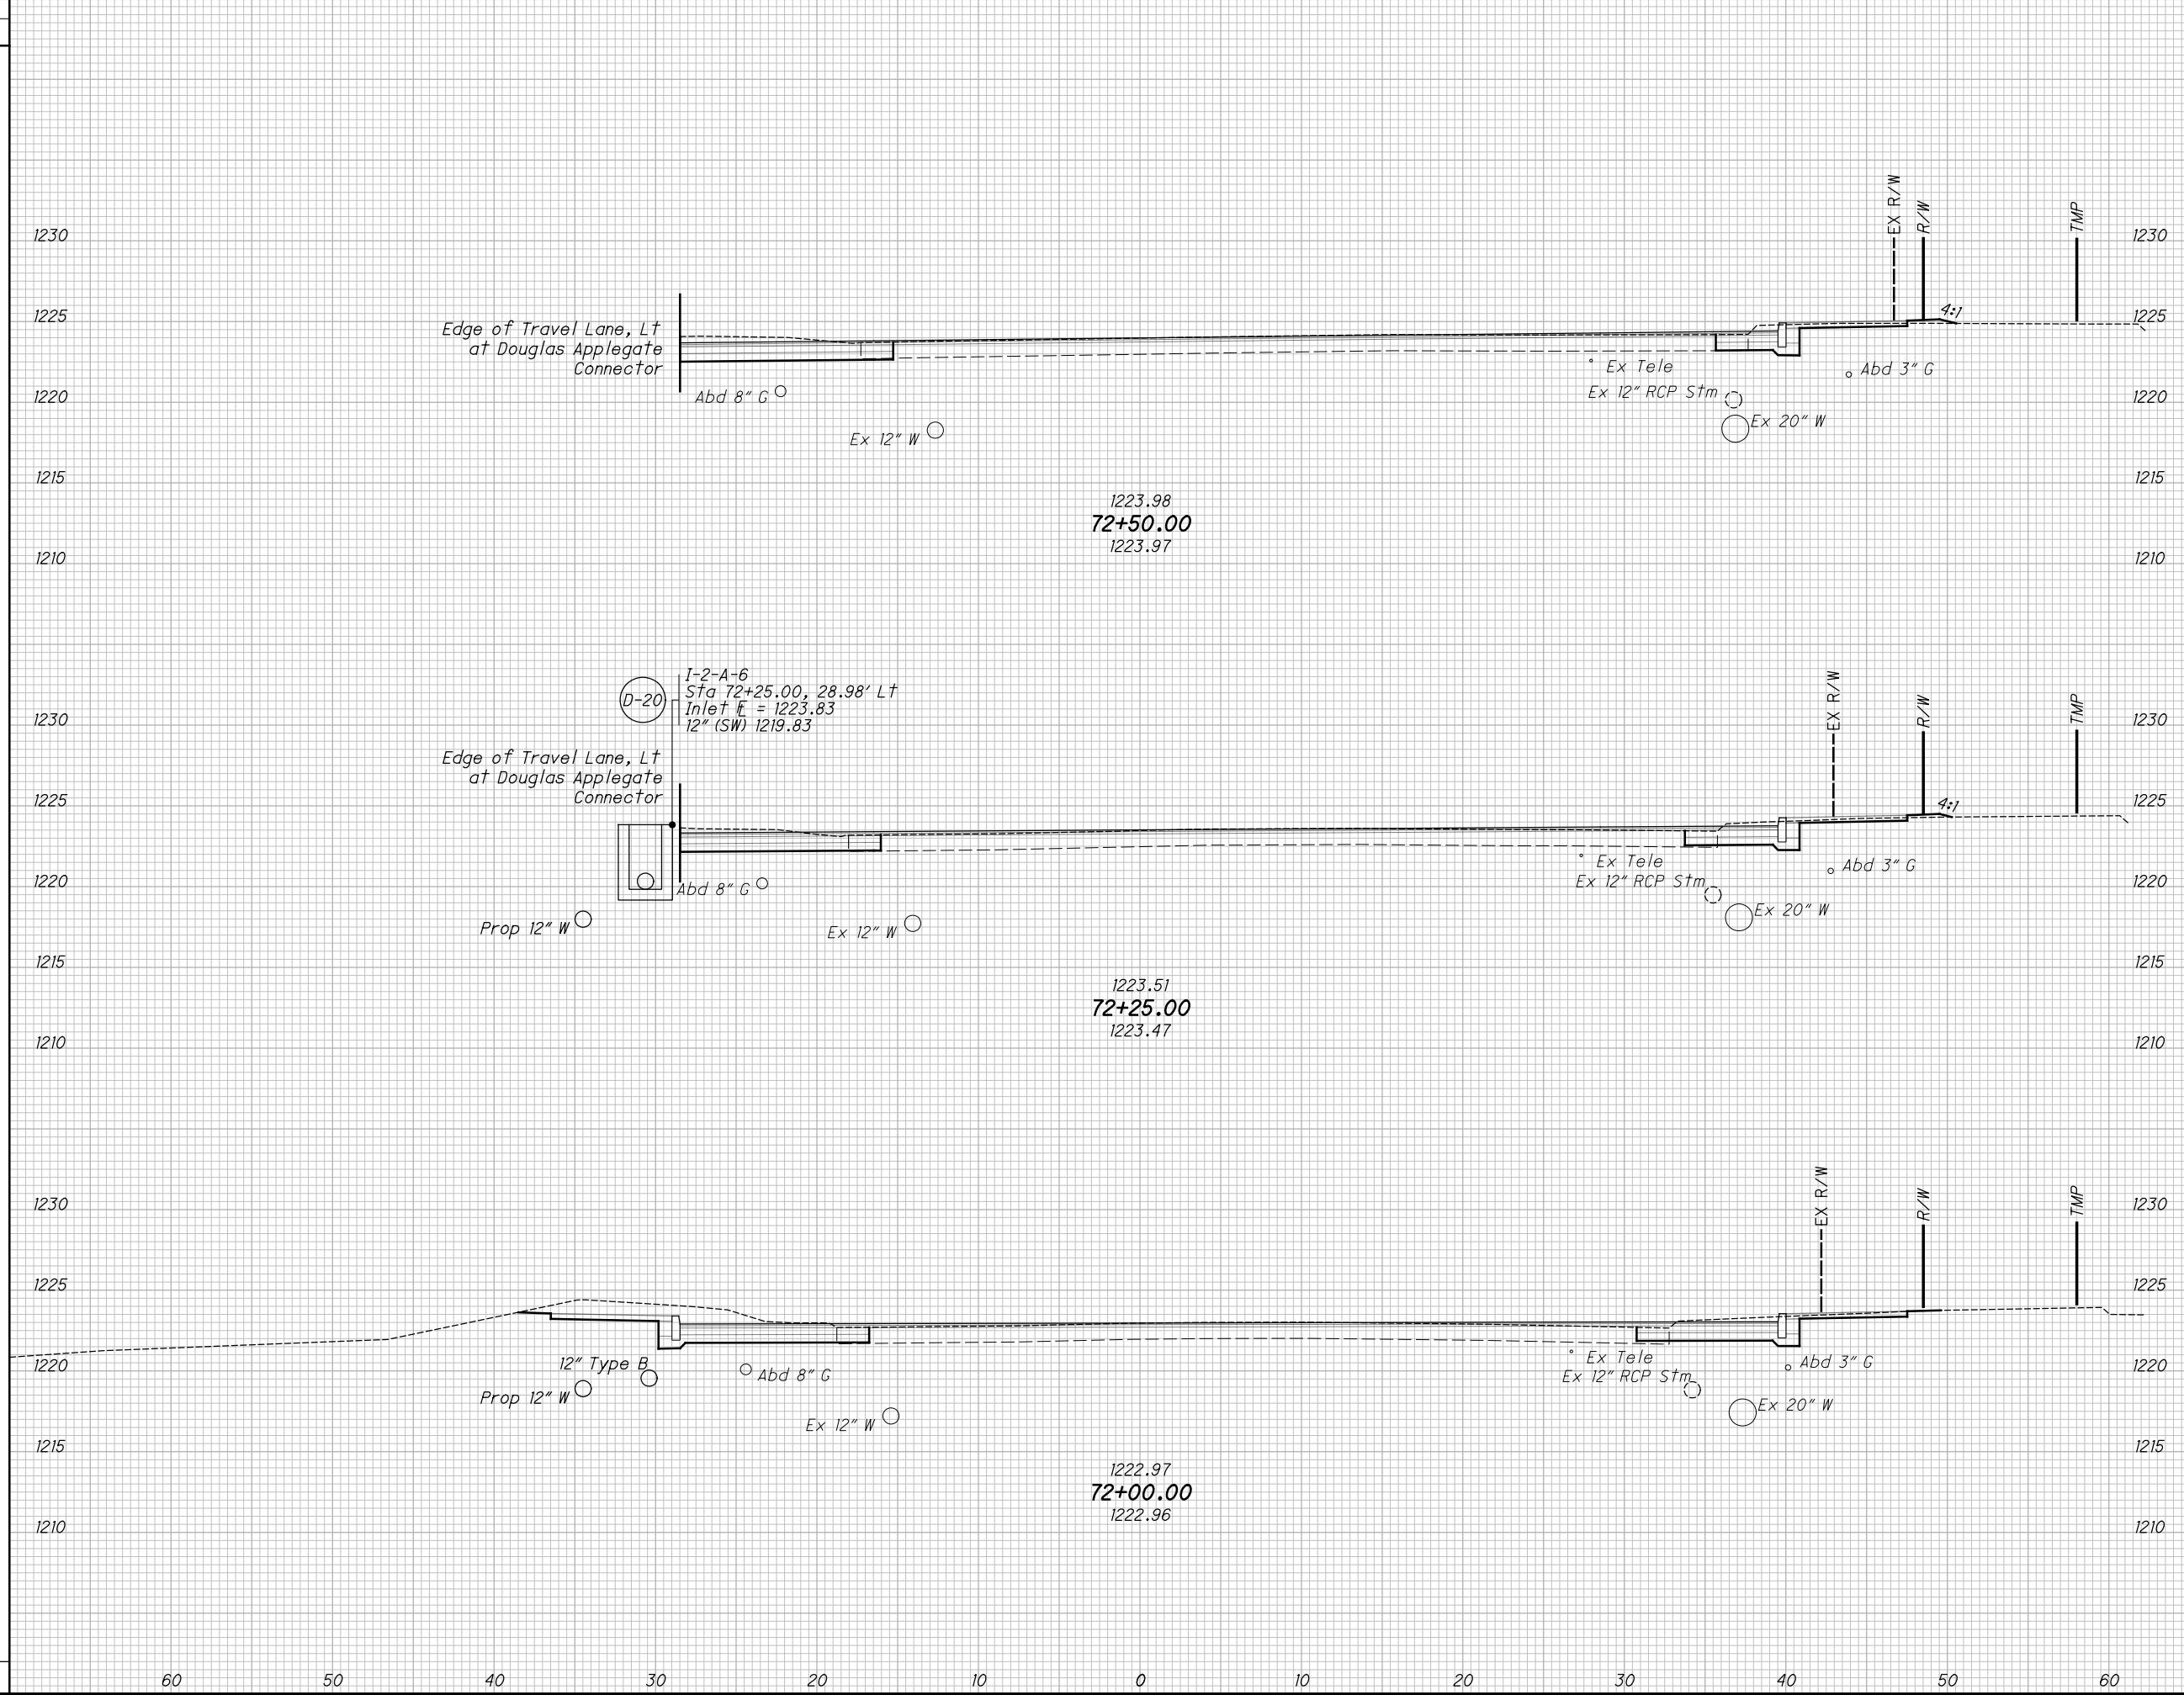 EX R/W
R/W
TMP
1230
1230
4:1
1225
1225
Edge of Travel Lane, Lt
at Douglas Applegate
Connector
Ex Tele
Abd 3" G
Abd 8" G
Ex 12" RCP Stm
1220
1220
Ex 20" W
Ex 12" W
1215
1215
1223.98
72+50.00
1223.97
1210
1210
I-2-A-6
D-20
Sta 72+25.00, 28.98' Lt
Inlet ⅊ = 1223.83
12" (SW) 1219.83
EX R/W
R/W
TMP
1230
1230
Edge of Travel Lane, Lt
at Douglas Applegate
Connector
4:1
1225
1225
Ex Tele
Abd 3" G
1220
1220
Abd 8" G
Ex 12" RCP Stm
Ex 20" W
Prop 12" W
Ex 12" W
1215
1215
1223.51
72+25.00
1223.47
1210
1210
EX R/W
R/W
TMP
1230
1230
1225
1225
12" Type B
Ex Tele
Abd 3" G
1220
1220
Abd 8" G
Ex 12" RCP Stm
Prop 12" W
Ex 20" W
Ex 12" W
1215
1215
1222.97
72+00.00
1222.96
1210
1210
60 50 40 30 20 10 0 10 20 30 40 50 60